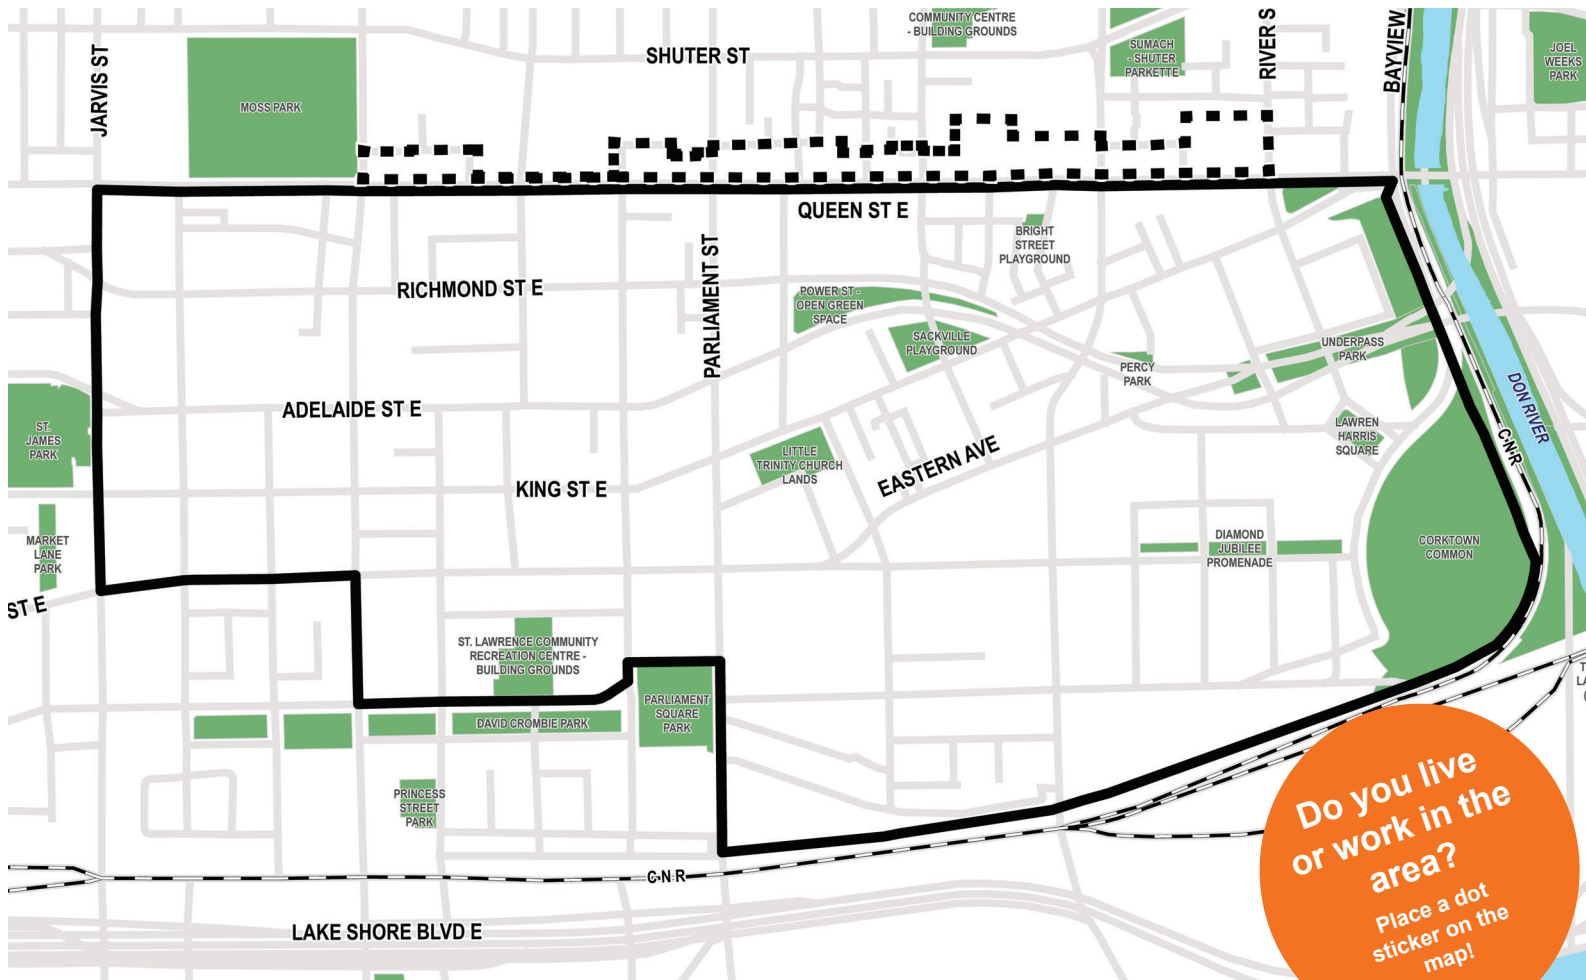 COMMUNITY CENTRE
- BUILDING GROUNDS
SHUTER ST
SUMACH
- SHUTER
PARKETTE
RIVER S
BAYVIEW
JOEL
WEEKS
PARK
JARVIS ST
MOSS PARK
QUEEN ST E
BRIGHT
STREET
PLAYGROUND
PARLIAMENT ST
RICHMOND ST E
POWER ST -
OPEN GREEN
SPACE
SACKVILLE
PLAYGROUND
UNDERPASS
PARK
PERCY
PARK
DON RIVER
ADELAIDE ST E
ST.
JAMES
PARK
LAWREN
HARRIS
SQUARE
C N R
LITTLE
TRINITY CHURCH
LANDS
EASTERN AVE
KING ST E
MARKET
LANE
PARK
DIAMOND
JUBILEE
PROMENADE
CORKTOWN
COMMON
ST E
ST. LAWRENCE COMMUNITY
RECREATION CENTRE -
BUILDING GROUNDS
PARLIAMENT
SQUARE
PARK
DAVID CROMBIE PARK
PRINCESS
STREET
PARK
C N R
LAKE SHORE BLVD E
Do you live
or work in the
area?
Place a dot
sticker on the
map!